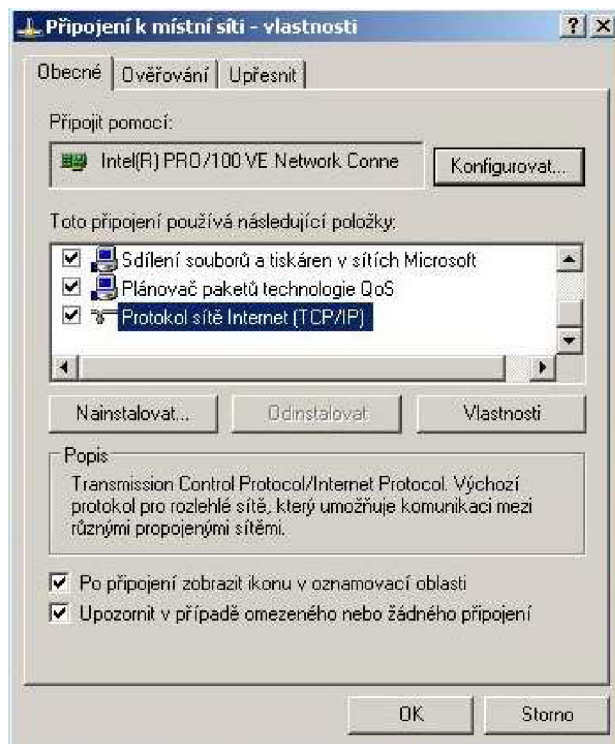 Připojení k místní síti - vlastnosti
Obecné Ověřování Upřesnit
Připojit pomocí:
Intel(R) PRO/100 VE Network Conne
Konfigurovat...
Toto připojení používá následující položky:
Sdílení souborů a tiskáren v sítích Microsoft
Plánovač paketů technologie QoS
Protokol sítě Internet (TCP/IP)
Nainstalovat... Odinstalovat Vlastnosti
Popis
Transmission Control Protocol/Internet Protocol. Výchozí
protokol pro rozlehlé sítě, který umožňuje komunikaci mezi
různými propojenými sítěmi.
Po připojení zobrazit ikonu v oznamovací oblasti
Upozornit v případě omezeného nebo žádného připojení
OK Storno